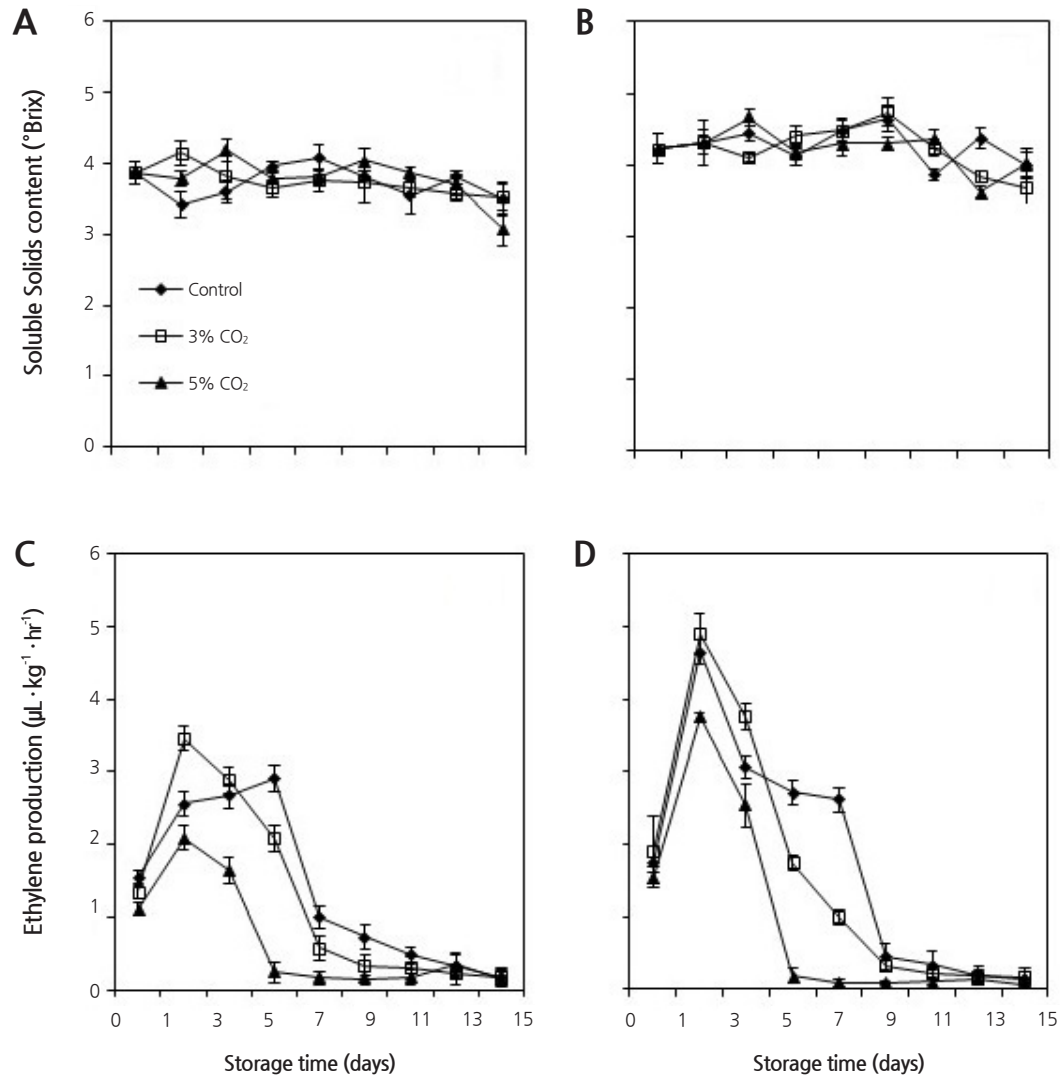 A
B
6
5
4
3
2
1
0
Soluble Solids content (°Brix)
Control
3% CO₂
5% CO₂
C
D
6
5
4
3
2
1
0
Ethylene production (µL·kg⁻¹·hr⁻¹)
0 1 3 5 7 9 11 13 15
0 1 3 5 7 9 11 13 15
Storage time (days)
Storage time (days)